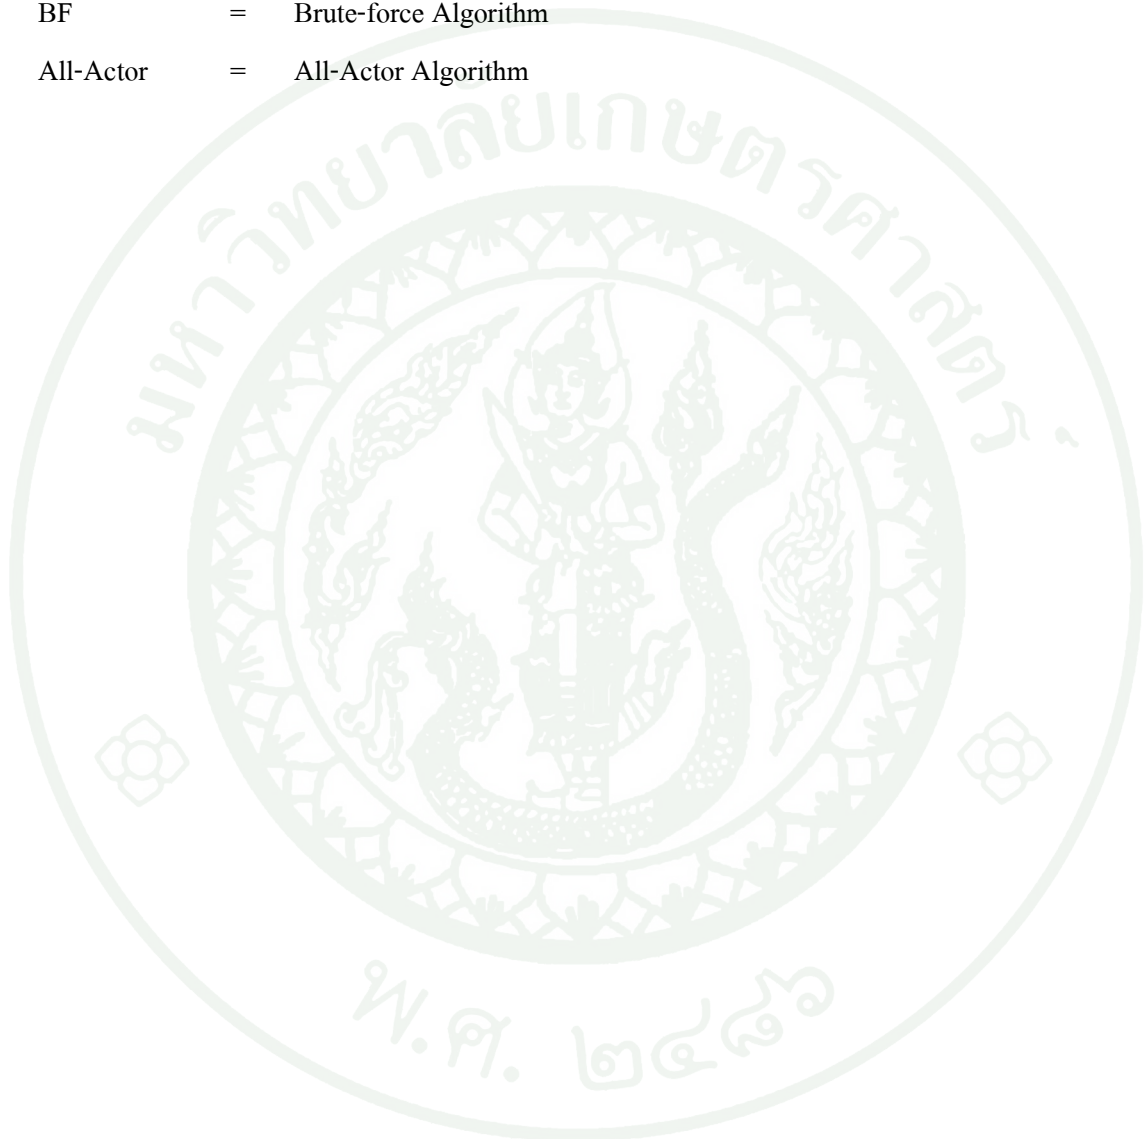 BF = Brute-force Algorithm
All-Actor = All-Actor Algorithm
มหาวิทยาลัยเกษตรศาสตร์
พ.ศ. ๒๔๘๖